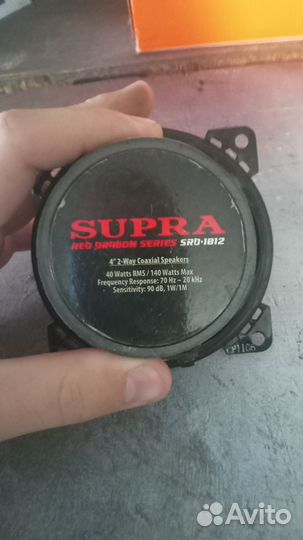 SUPRA
RED DRAGON SERIES SRD-1812
4" 2-Way Coaxial Speakers
40 Watts RMS / 140 Watts Max
Frequency Response: 70 Hz – 20 kHz
Sensitivity: 90 dB, 1W/1M
Avito